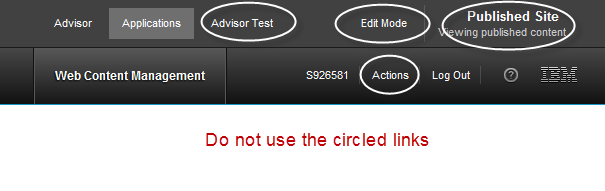 Advisor Applications Advisor Test Edit Mode Published Site
Viewing published content
Web Content Management S926581 Actions Log Out ? IBM
Do not use the circled links